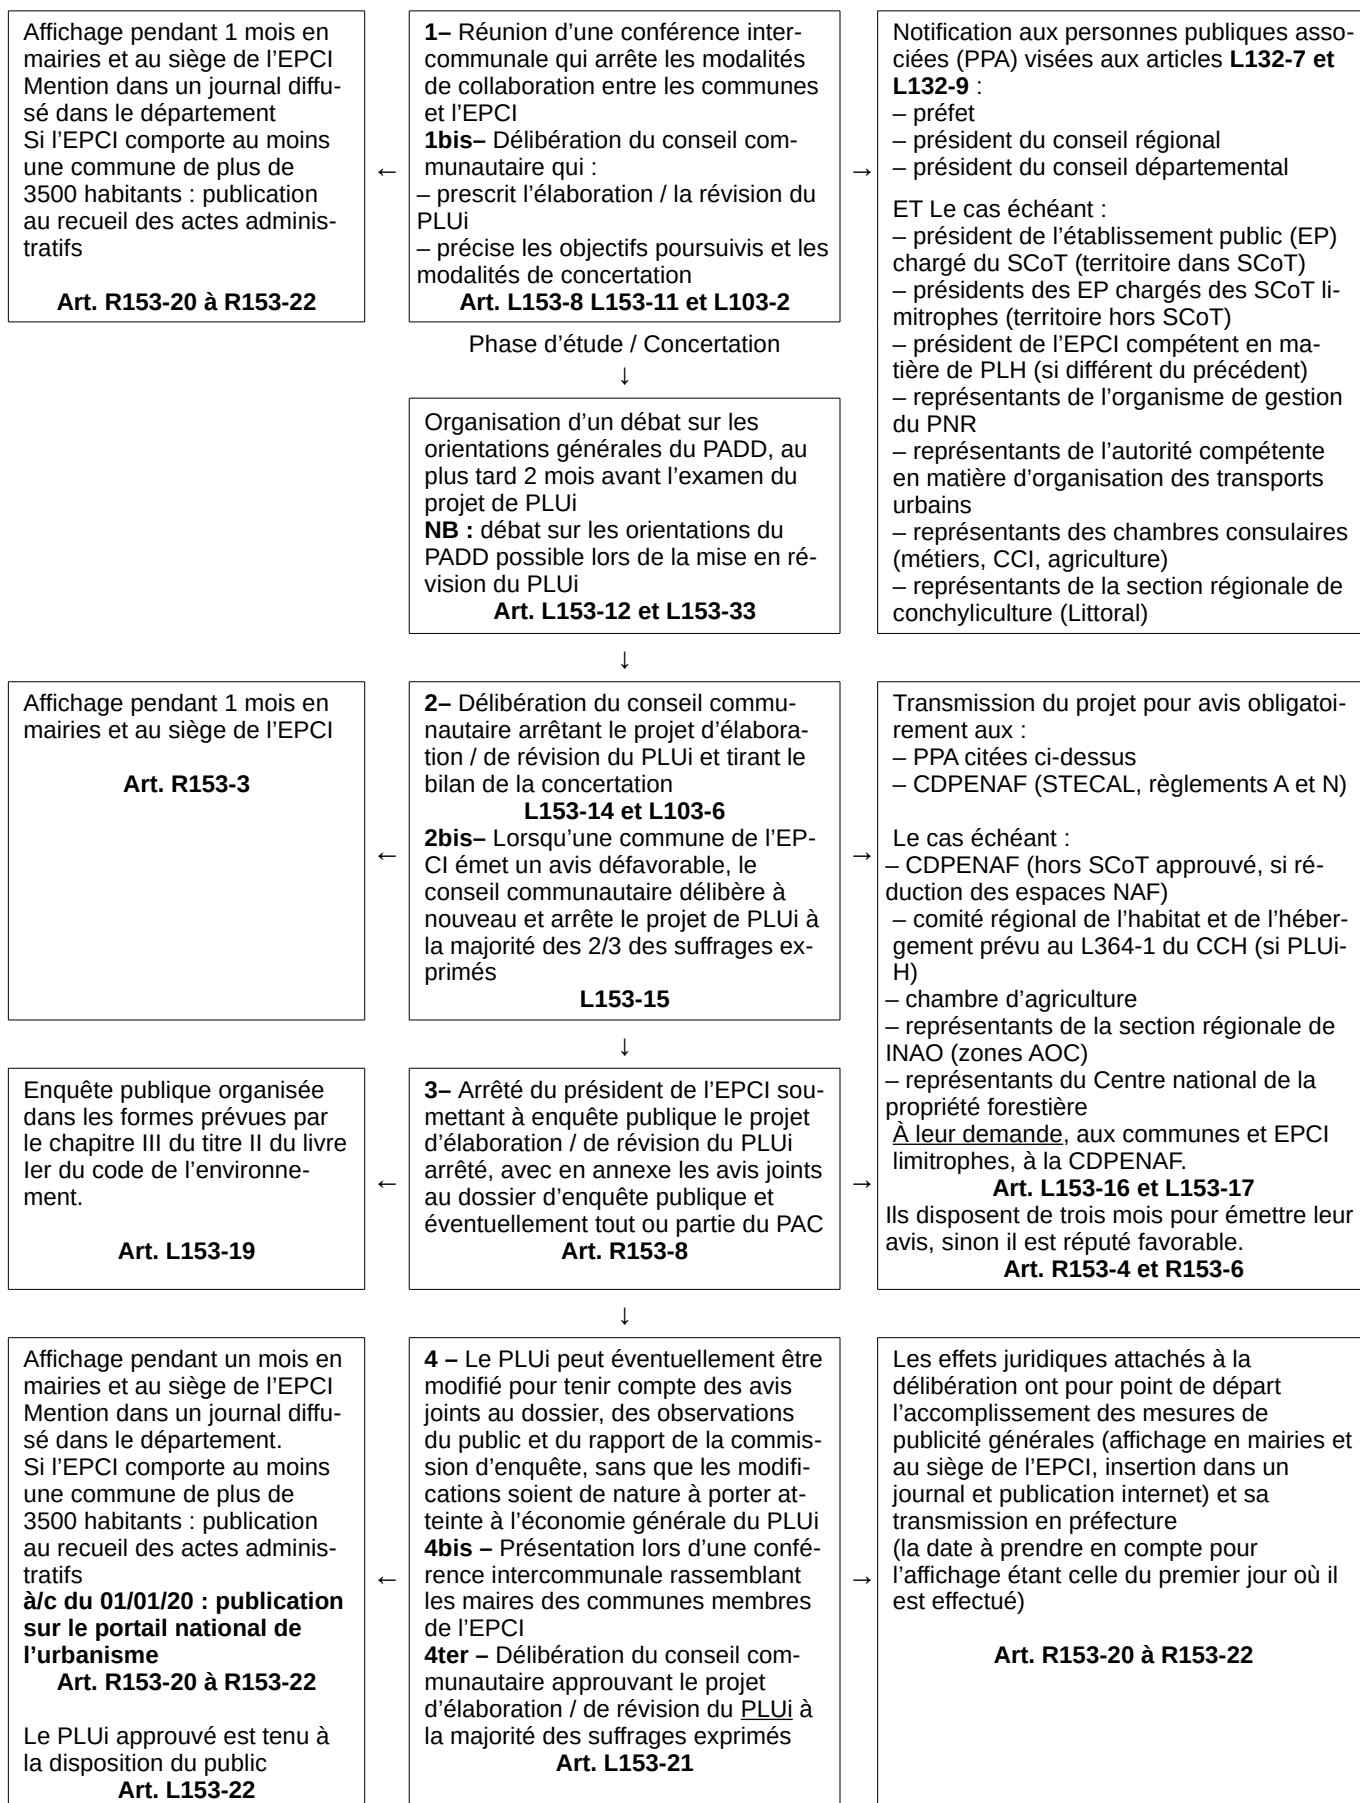 Affichage pendant 1 mois en
mairies et au siège de l'EPCI
Mention dans un journal diffu-
sé dans le département
Si l'EPCI comporte au moins
une commune de plus de
3500 habitants : publication
au recueil des actes adminis-
tratifs
Art. R153-20 à R153-22
←
1– Réunion d'une conférence inter-
communale qui arrête les modalités
de collaboration entre les communes
et l'EPCI
1bis– Délibération du conseil com-
munautaire qui :
– prescrit l'élaboration / la révision du
PLUi
– précise les objectifs poursuivis et les
modalités de concertation
Art. L153-8 L153-11 et L103-2
→
Notification aux personnes publiques asso-
ciées (PPA) visées aux articles L132-7 et
L132-9 :
– préfet
– président du conseil régional
– président du conseil départemental
ET Le cas échéant :
– président de l'établissement public (EP)
chargé du SCoT (territoire dans SCoT)
– présidents des EP chargés des SCoT li-
mitrophes (territoire hors SCoT)
– président de l'EPCI compétent en ma-
tière de PLH (si différent du précédent)
– représentants de l'organisme de gestion
du PNR
– représentants de l'autorité compétente
en matière d'organisation des transports
urbains
– représentants des chambres consulaires
(métiers, CCI, agriculture)
– représentants de la section régionale de
conchyliculture (Littoral)
Phase d'étude / Concertation
↓
Organisation d'un débat sur les
orientations générales du PADD, au
plus tard 2 mois avant l'examen du
projet de PLUi
NB : débat sur les orientations du
PADD possible lors de la mise en ré-
vision du PLUi
Art. L153-12 et L153-33
↓
Affichage pendant 1 mois en
mairies et au siège de l'EPCI
Art. R153-3
←
2– Délibération du conseil commu-
nautaire arrêtant le projet d'élabora-
tion / de révision du PLUi et tirant le
bilan de la concertation
L153-14 et L103-6
2bis– Lorsqu'une commune de l'EP-
CI émet un avis défavorable, le
conseil communautaire délibère à
nouveau et arrête le projet de PLUi à
la majorité des 2/3 des suffrages ex-
primés
L153-15
→
Transmission du projet pour avis obligatoi-
rement aux :
– PPA citées ci-dessus
– CDPENAF (STECAL, règlements A et N)
Le cas échéant :
– CDPENAF (hors SCoT approuvé, si ré-
duction des espaces NAF)
– comité régional de l'habitat et de l'héber-
gement prévu au L364-1 du CCH (si PLUi-
H)
– chambre d'agriculture
– représentants de la section régionale de
INAO (zones AOC)
– représentants du Centre national de la
propriété forestière
À leur demande, aux communes et EPCI
limitrophes, à la CDPENAF.
Art. L153-16 et L153-17
Ils disposent de trois mois pour émettre leur
avis, sinon il est réputé favorable.
Art. R153-4 et R153-6
↓
Enquête publique organisée
dans les formes prévues par
le chapitre III du titre II du livre
Ier du code de l'environne-
ment.
Art. L153-19
←
3– Arrêté du président de l'EPCI sou-
mettant à enquête publique le projet
d'élaboration / de révision du PLUi
arrêté, avec en annexe les avis joints
au dossier d'enquête publique et
éventuellement tout ou partie du PAC
Art. R153-8
→
↓
Affichage pendant un mois en
mairies et au siège de l'EPCI
Mention dans un journal diffu-
sé dans le département.
Si l'EPCI comporte au moins
une commune de plus de
3500 habitants : publication
au recueil des actes adminis-
tratifs
à/c du 01/01/20 : publication
sur le portail national de
l'urbanisme
Art. R153-20 à R153-22
Le PLUi approuvé est tenu à
la disposition du public
Art. L153-22
←
4 – Le PLUi peut éventuellement être
modifié pour tenir compte des avis
joints au dossier, des observations
du public et du rapport de la commis-
sion d'enquête, sans que les modifi-
cations soient de nature à porter at-
teinte à l'économie générale du PLUi
4bis – Présentation lors d'une confé-
rence intercommunale rassemblant
les maires des communes membres
de l'EPCI
4ter – Délibération du conseil com-
munautaire approuvant le projet
d'élaboration / de révision du PLUi à
la majorité des suffrages exprimés
Art. L153-21
→
Les effets juridiques attachés à la
délibération ont pour point de départ
l'accomplissement des mesures de
publicité générales (affichage en mairies et
au siège de l'EPCI, insertion dans un
journal et publication internet) et sa
transmission en préfecture
(la date à prendre en compte pour
l'affichage étant celle du premier jour où il
est effectué)
Art. R153-20 à R153-22